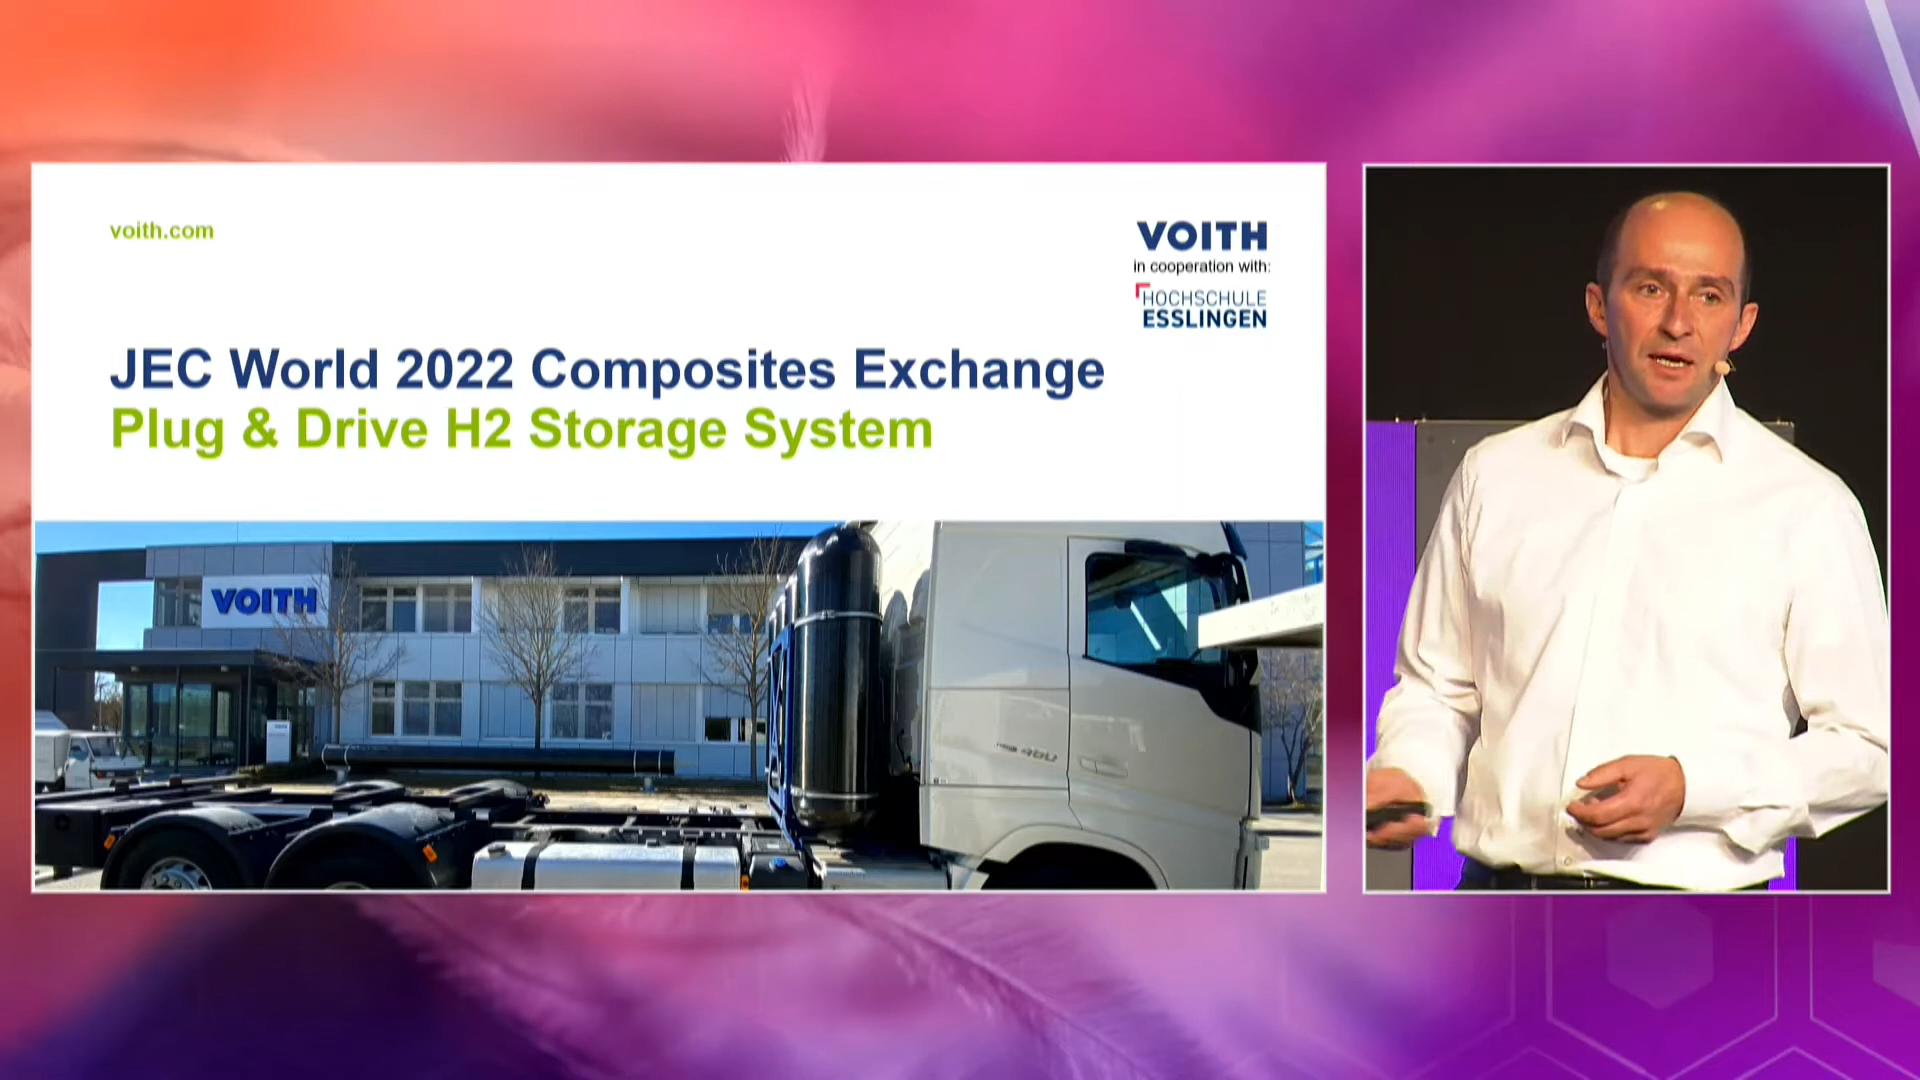 voith.com
VOITH
in cooperation with:
HOCHSCHULE
ESSLINGEN
JEC World 2022 Composites Exchange
Plug & Drive H2 Storage System
VOITH
460